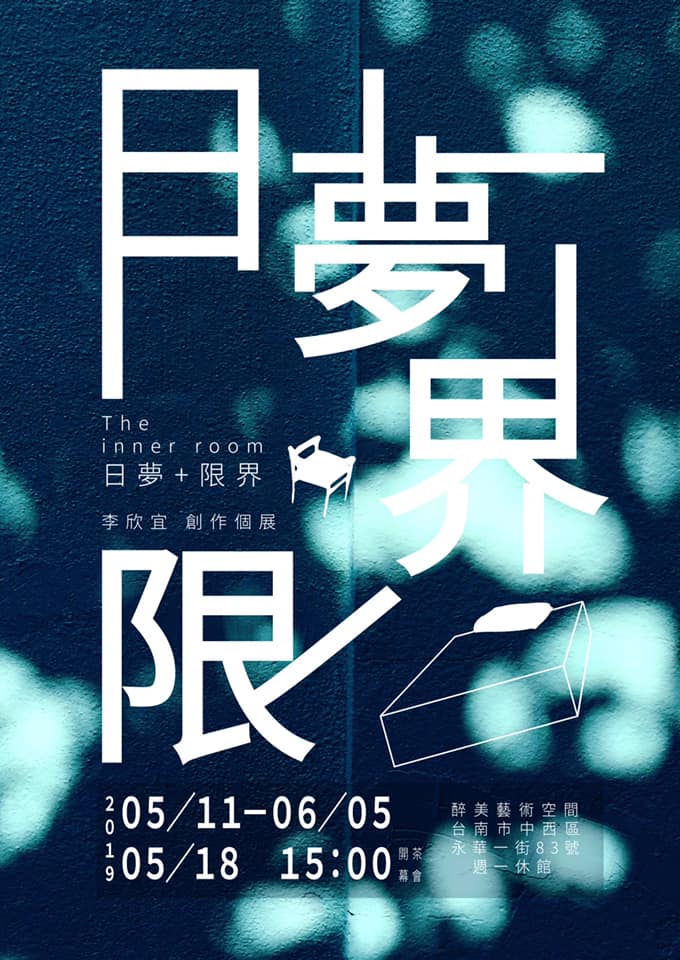 日夢
界
The
inner room
日夢+限界
李欣宜 創作個展
限
2019
05/11-06/05
05/18 15:00
開幕
茶會
醉美藝術空間
台南市中西區
永華一街83號
週一休館